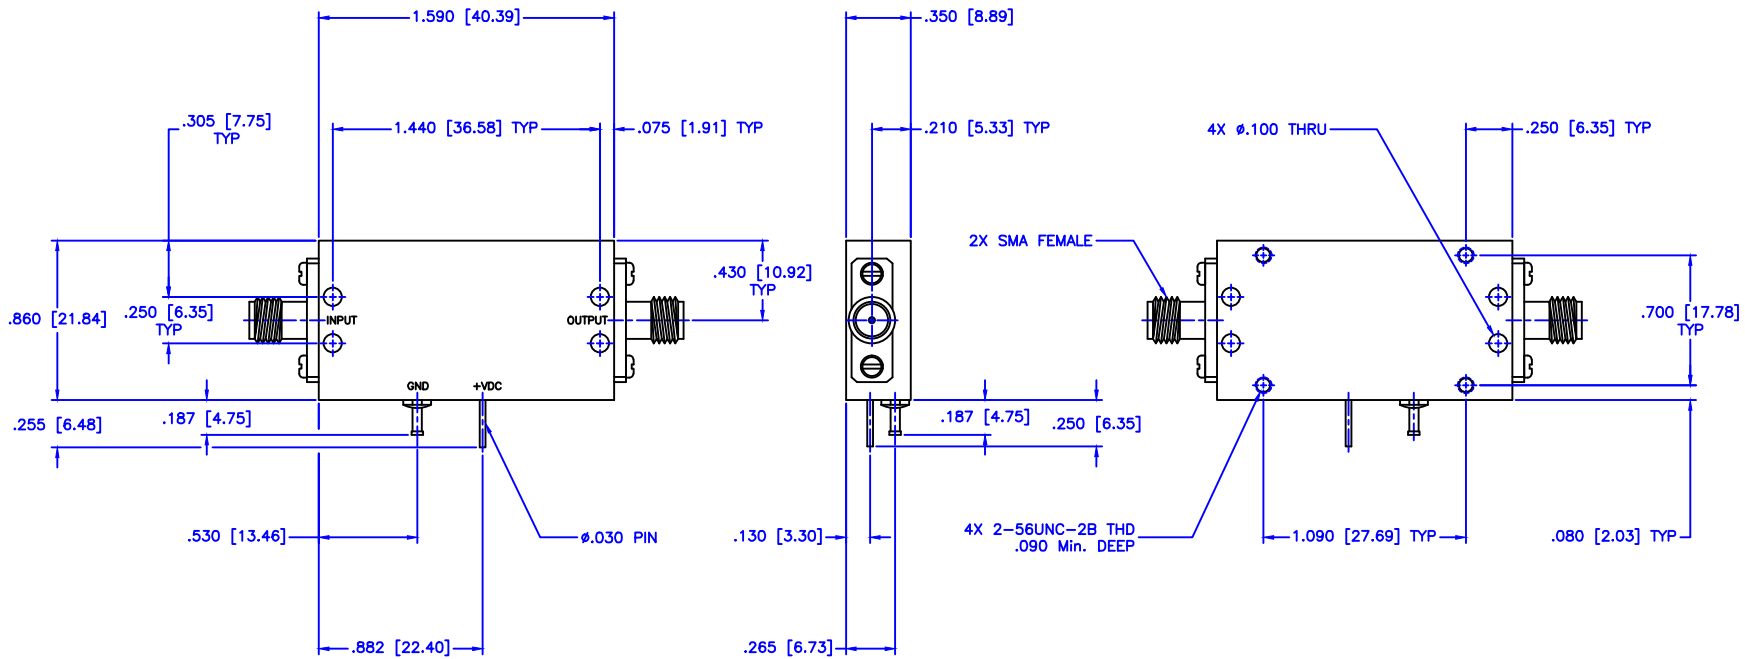 1.590 [40.39]
.350 [8.89]
.305 [7.75]
TYP
1.440 [36.58] TYP
.075 [1.91] TYP
.210 [5.33] TYP
4X ø.100 THRU
.250 [6.35] TYP
2X SMA FEMALE
.430 [10.92]
TYP
.860 [21.84]
.250 [6.35]
TYP
INPUT
OUTPUT
.700 [17.78]
TYP
GND
+VDC
.255 [6.48]
.187 [4.75]
.187 [4.75]
.250 [6.35]
.530 [13.46]
ø.030 PIN
.130 [3.30]
4X 2-56UNC-2B THD
.090 Min. DEEP
1.090 [27.69] TYP
.080 [2.03] TYP
.882 [22.40]
.265 [6.73]